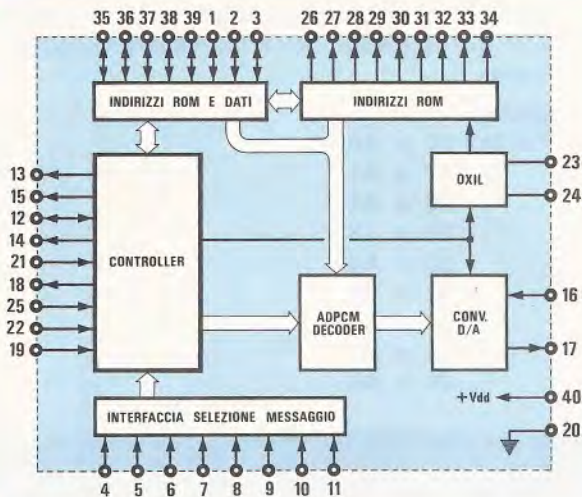 35 36 37 38 39 1 2 3 26 27 28 29 30 31 32 33 34
INDIRIZZI ROM E DATI
INDIRIZZI ROM
13
15
12
14
21
18
25
22
19
CONTROLLER
OXIL
23
24
ADPCM
DECODER
CONV.
D/A
16
17
+Vdd
40
20
INTERFACCIA SELEZIONE MESSAGGIO
4 5 6 7 8 9 10 11